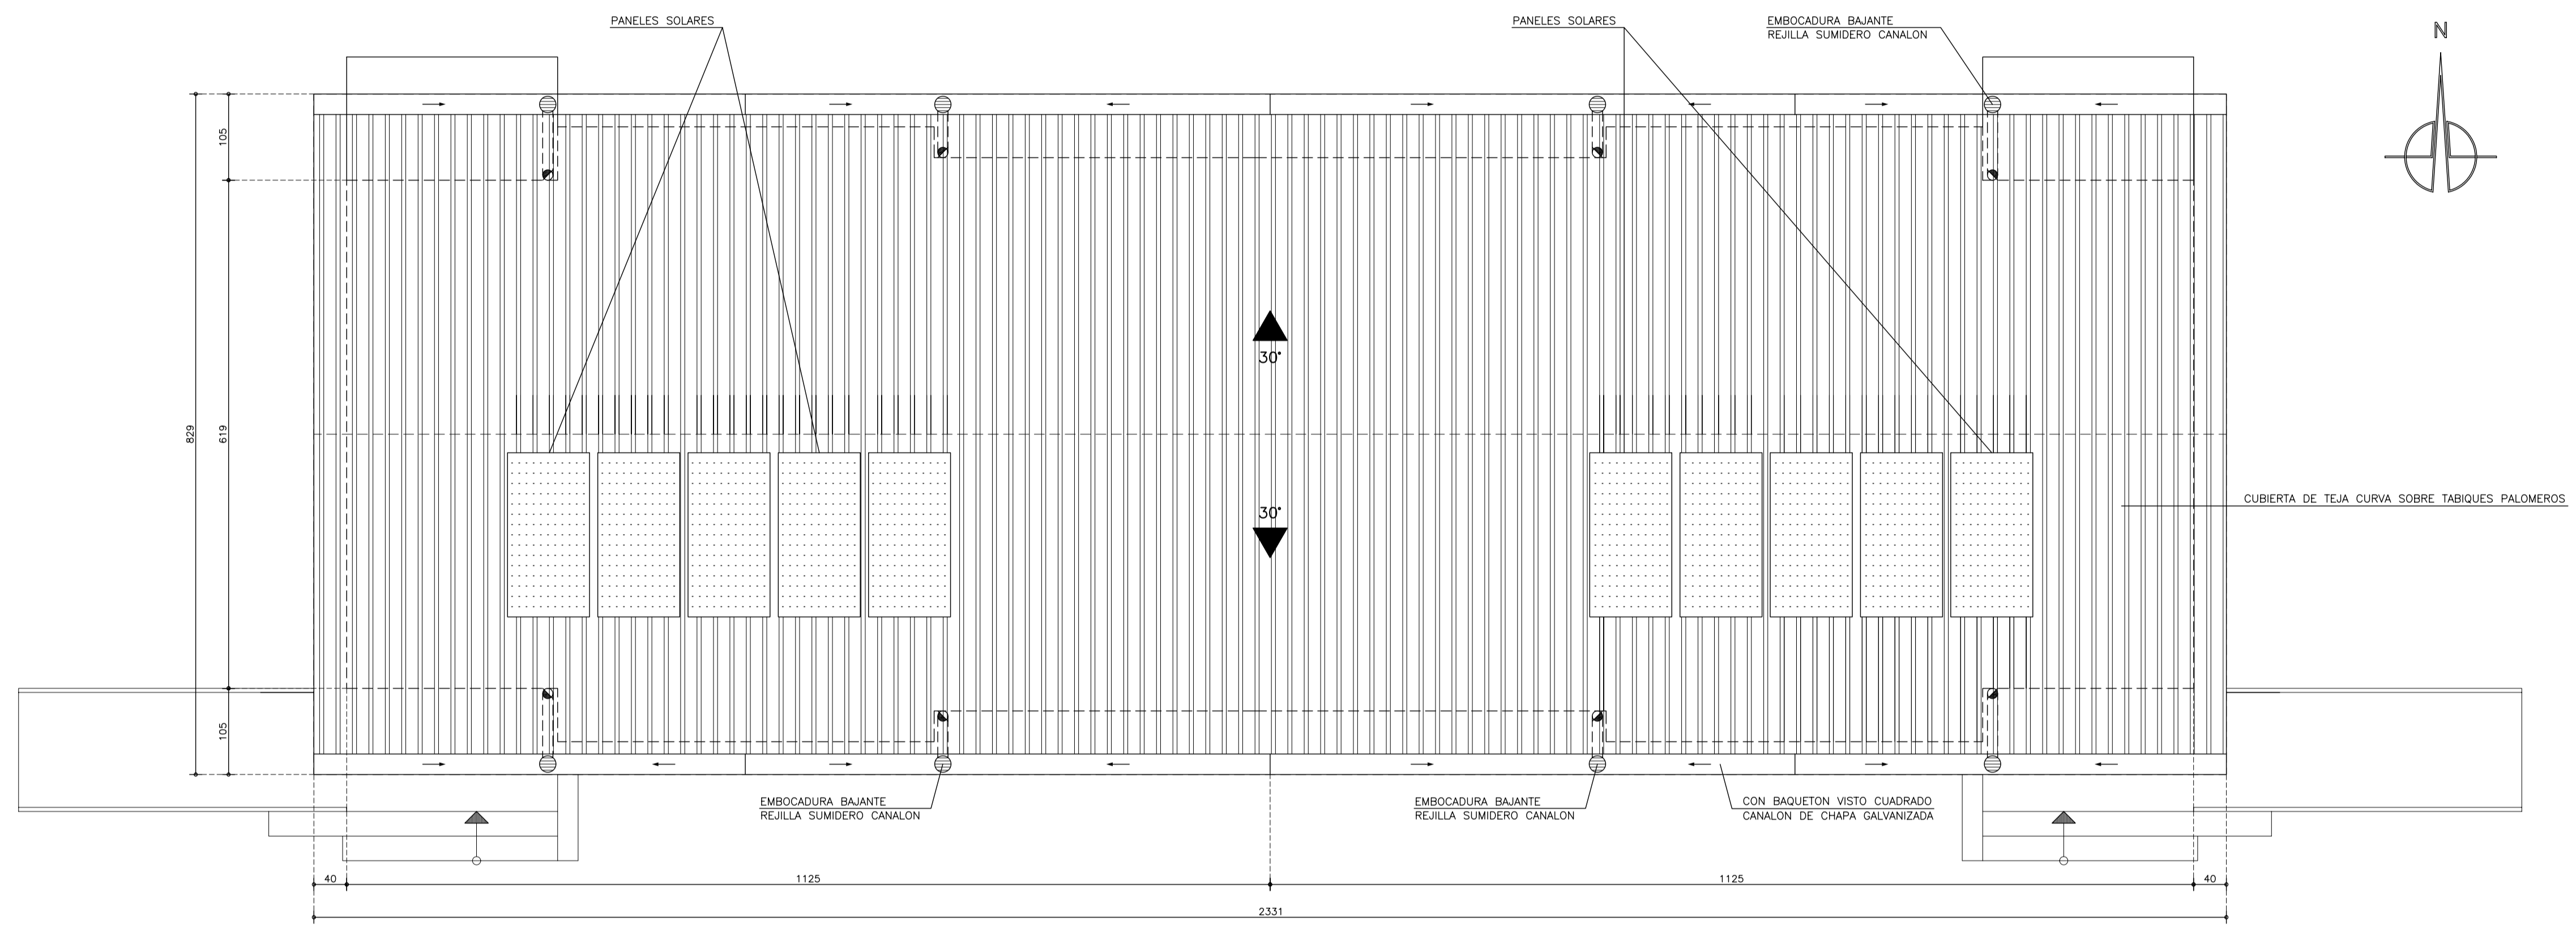 PANELES SOLARES
PANELES SOLARES
EMBOCADURA BAJANTE
REJILLA SUMIDERO CANALON
N
105
829
619
30°
30°
CUBIERTA DE TEJA CURVA SOBRE TABIQUES PALOMEROS
105
EMBOCADURA BAJANTE
REJILLA SUMIDERO CANALON
EMBOCADURA BAJANTE
REJILLA SUMIDERO CANALON
CON BAQUETON VISTO CUADRADO
CANALON DE CHAPA GALVANIZADA
40
1125
1125
40
2331